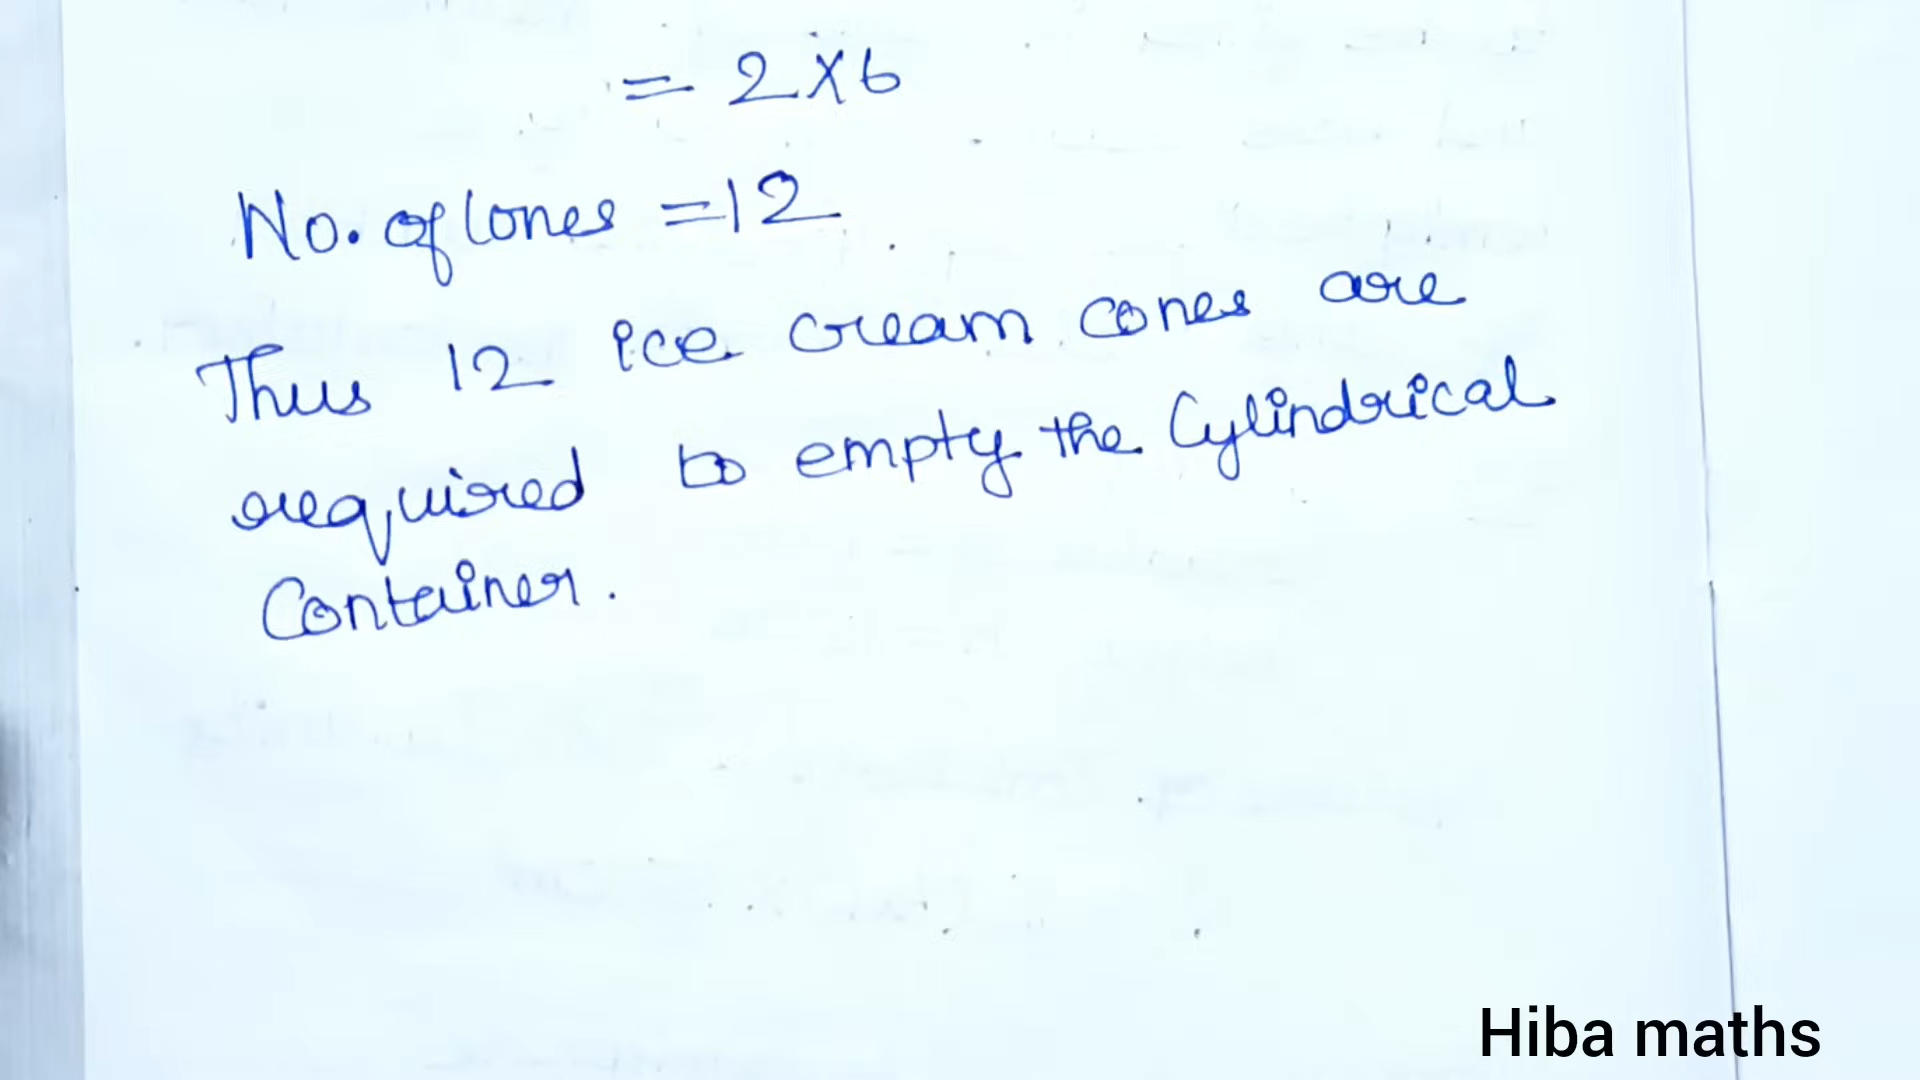 = 2×6
No. of Cones = 12
Thus 12 ice cream cones are
required to empty the Cylindrical
Container.
Hiba maths